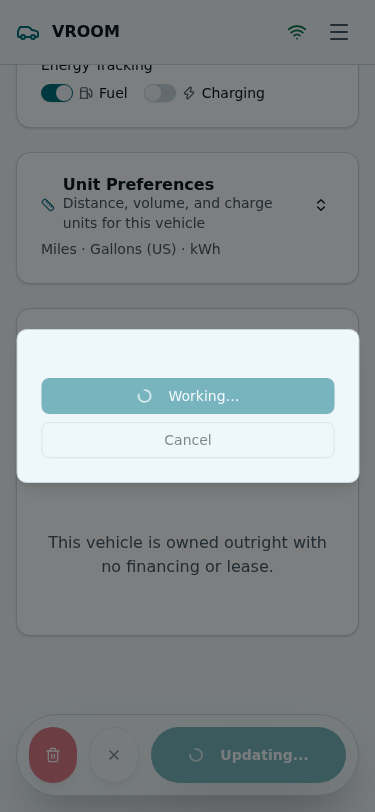 VROOM
Energy Tracking
Fuel
Charging
Unit Preferences
Distance, volume, and charge
units for this vehicle
Miles · Gallons (US) · kWh
Working...
Cancel
This vehicle is owned outright with
no financing or lease.
Updating...